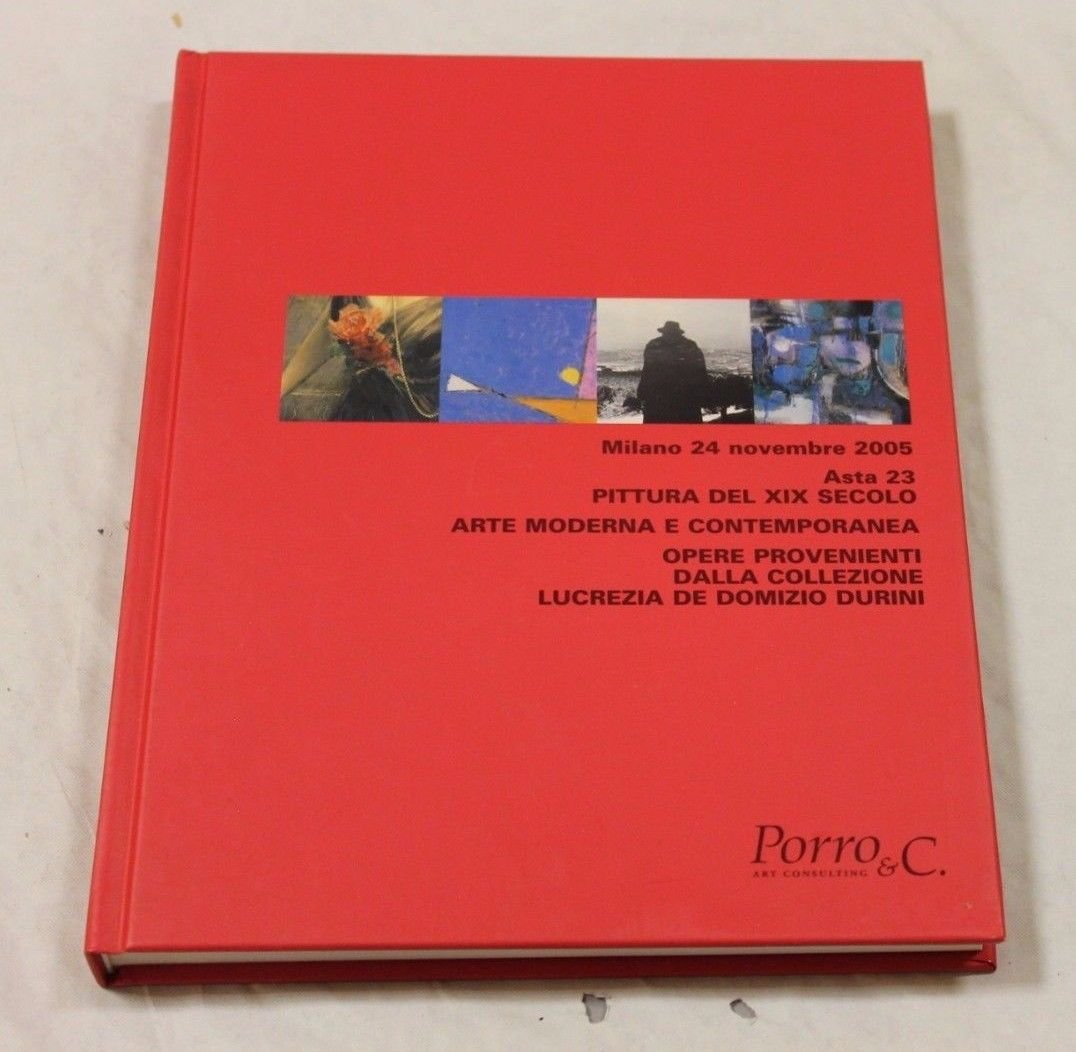 Milano 24 novembre 2005
Asta 23
PITTURA DEL XIX SECOLO
ARTE MODERNA E CONTEMPORANEA
OPERE PROVENIENTI
DALLA COLLEZIONE
LUCREZIA DE DOMIZIO DURINI
Porro & C.
ART CONSULTING